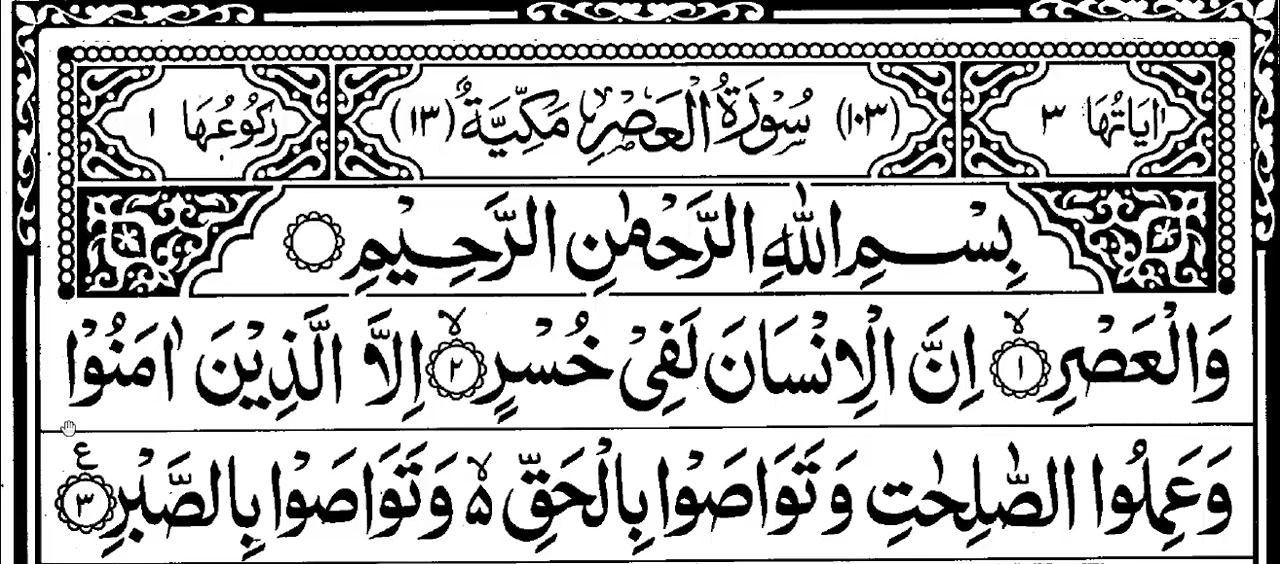 اٰيَاتُهَا ٣ (١٠٣) سُوْرَةُ الْعَصْرِ مَكِّيَّةٌ (١٣) رَكُوْعُهَا ١
بِسْمِ اللّٰهِ الرَّحْمٰنِ الرَّحِيْمِ
وَالْعَصْرِ ۙ ١ اِنَّ الْاِنْسَانَ لَفِىْ خُسْرٍ ۙ ٢ اِلَّا الَّذِيْنَ اٰمَنُوْا
وَعَمِلُوا الصّٰلِحٰتِ وَتَوَاصَوْا بِالْحَقِّ ۙ ۵ وَتَوَاصَوْا بِالصَّبْرِ ٣ ع